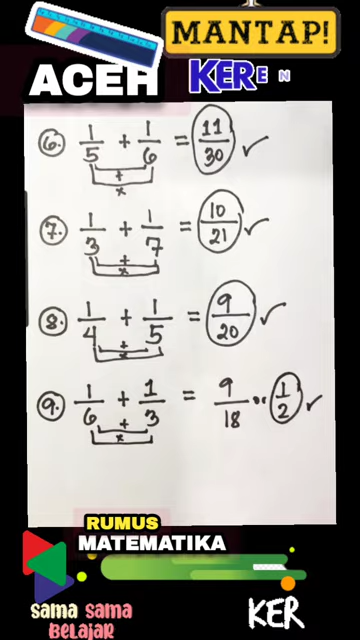 MANTAP!
ACEH KEREN
6. 1/5 + 1/6 = 11/30 ✓
+
×
7. 1/3 + 1/7 = 10/21 ✓
+
×
8. 1/4 + 1/5 = 9/20 ✓
+
×
9. 1/6 + 1/3 = 9/18 = 1/2 ✓
+
×
RUMUS
MATEMATIKA
sama sama
BELAJAR
KER